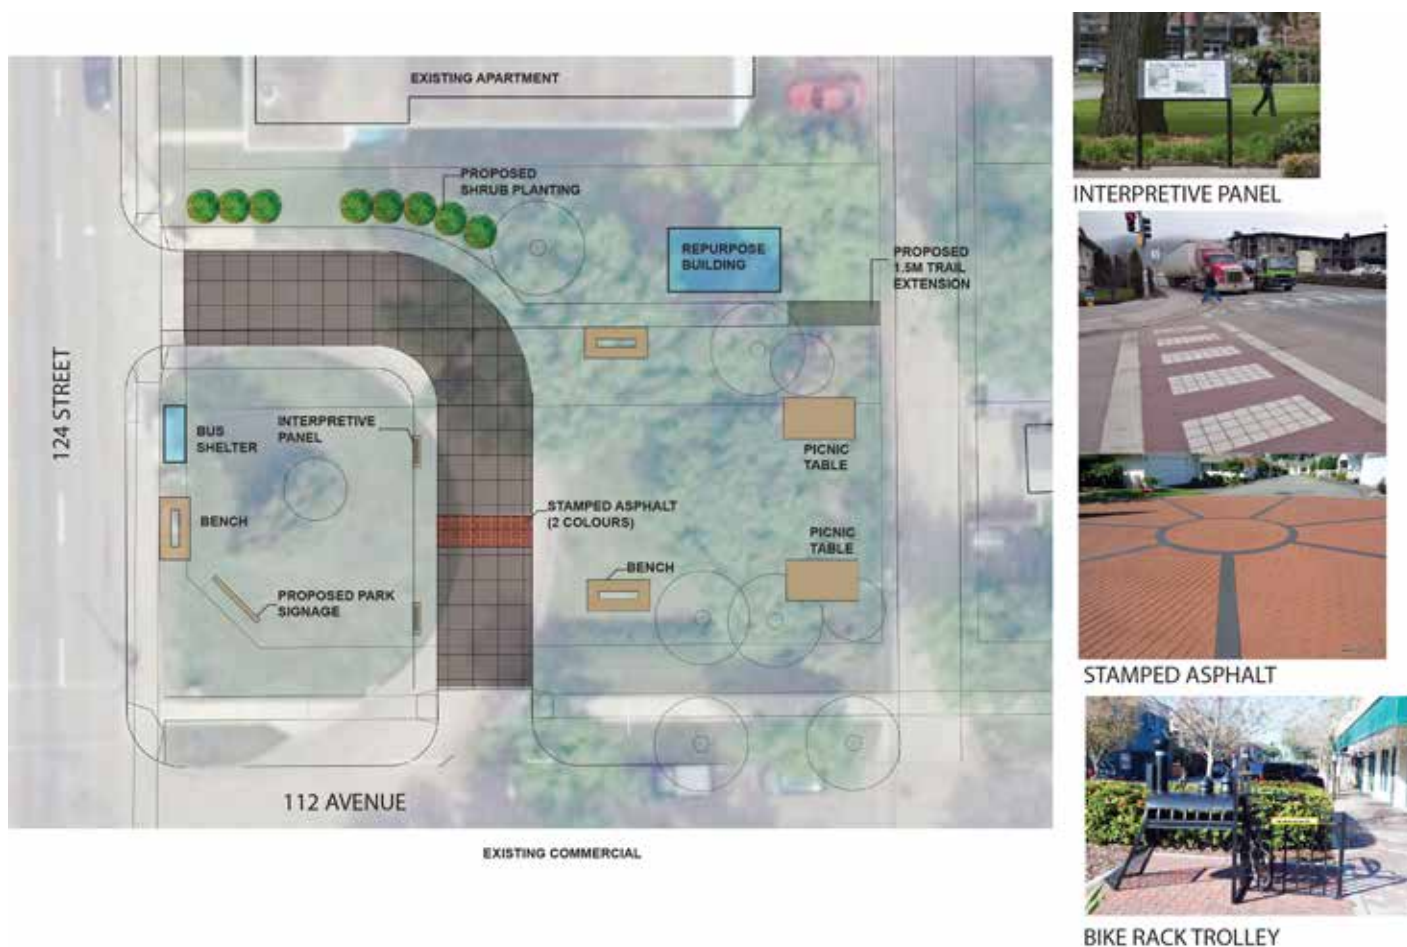 EXISTING APARTMENT
PROPOSED
SHRUB PLANTING
REPURPOSE
BUILDING
PROPOSED
1.5M TRAIL
EXTENSION
124 STREET
BUS
SHELTER
INTERPRETIVE
PANEL
BENCH
PROPOSED PARK
SIGNAGE
STAMPED ASPHALT
(2 COLOURS)
BENCH
PICNIC
TABLE
PICNIC
TABLE
112 AVENUE
EXISTING COMMERCIAL
INTERPRETIVE PANEL
STAMPED ASPHALT
BIKE RACK TROLLEY